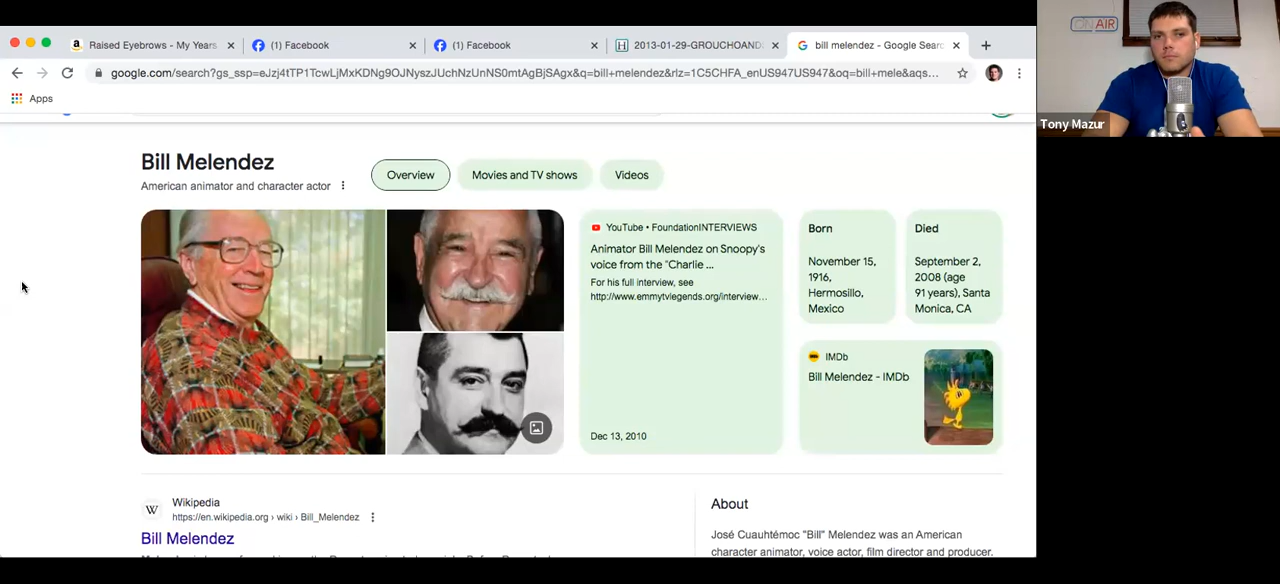 ON AIR
Raised Eyebrows - My Years
(1) Facebook
(1) Facebook
2013-01-29-GROUCHOAND
bill melendez - Google Searc
google.com/search?gs_ssp=eJzj4tTP1TcwLjMxKDNg9OJNyszJUchNzUnNS0mtAgBjSAgx&q=bill+melendez&rlz=1C5CHFA_enUS947US947&oq=bill+mele&aqs...
Apps
Tony Mazur
Bill Melendez
American animator and character actor
Overview
Movies and TV shows
Videos
YouTube • FoundationINTERVIEWS
Animator Bill Melendez on Snoopy's
voice from the "Charlie ...
For his full interview, see
http://www.emmytvlegends.org/interview...
Dec 13, 2010
Born
November 15,
1916,
Hermosillo,
Mexico
Died
September 2,
2008 (age
91 years), Santa
Monica, CA
IMDb
Bill Melendez - IMDb
W
Wikipedia
https://en.wikipedia.org › wiki › Bill_Melendez
Bill Melendez
About
José Cuauhtémoc "Bill" Melendez was an American
character animator, voice actor, film director and producer.